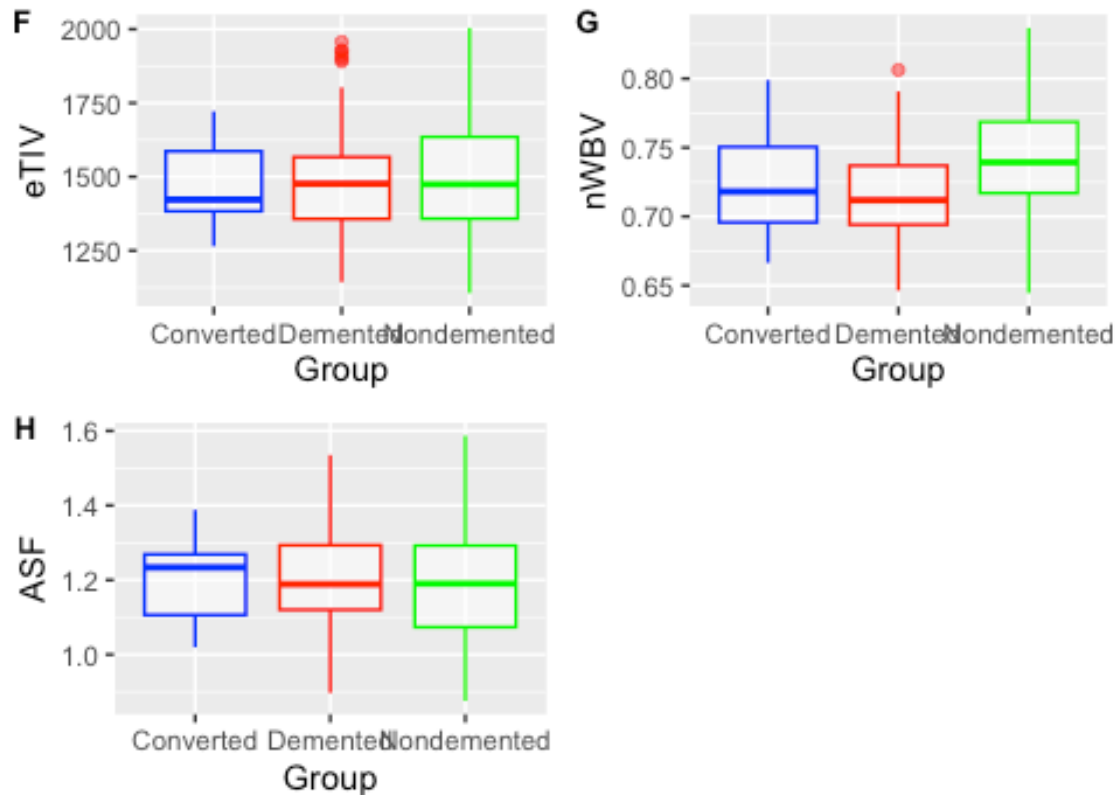 F
2000
1750
1500
1250
eTIV
Converted Demented Nondemented
Group
G
0.80
0.75
0.70
0.65
nWBV
Converted Demented Nondemented
Group
H
1.6
1.4
1.2
1.0
ASF
Converted Demented Nondemented
Group